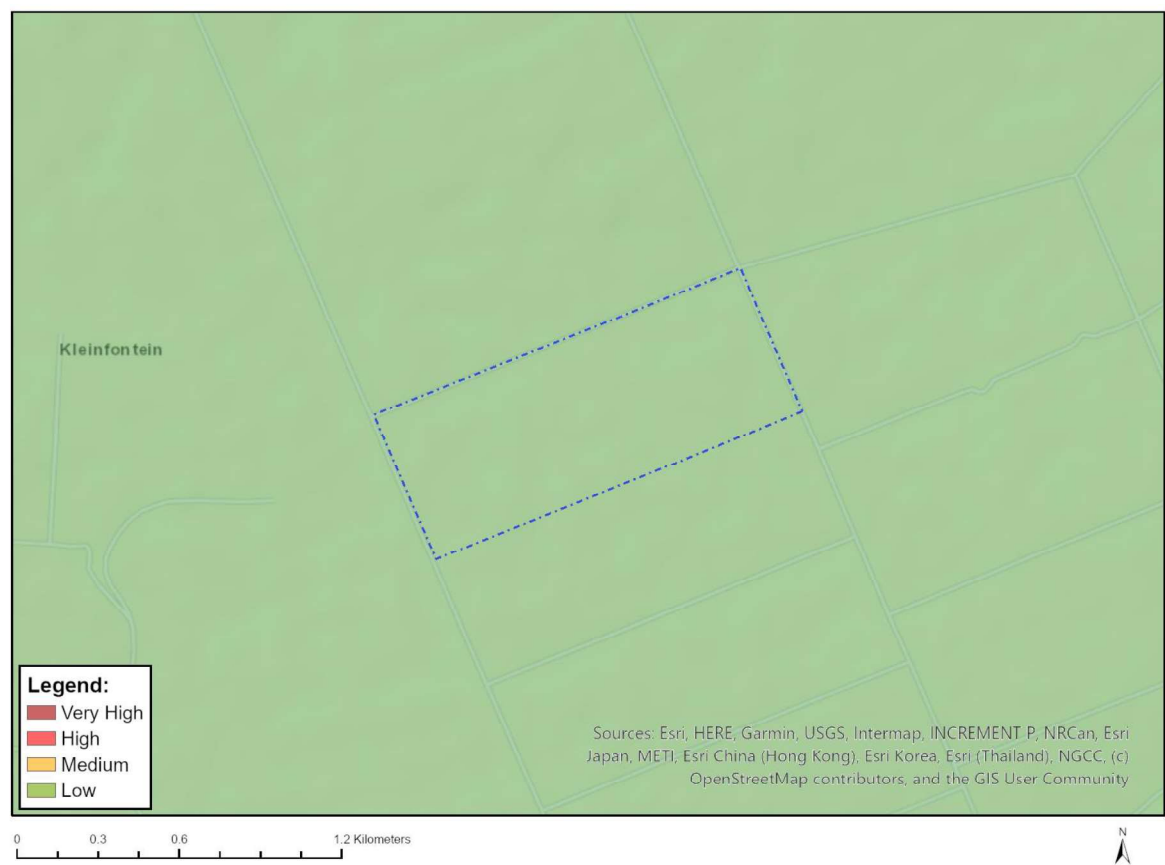 Kleinfontein
Legend:
Very High
High
Medium
Low
Sources: Esri, HERE, Garmin, USGS, Intermap, INCREMENT P, NRCan, Esri
Japan, METI, Esri China (Hong Kong), Esri Korea, Esri (Thailand), NGCC, (c)
OpenStreetMap contributors, and the GIS User Community
0 0.3 0.6 1.2 Kilometers
N